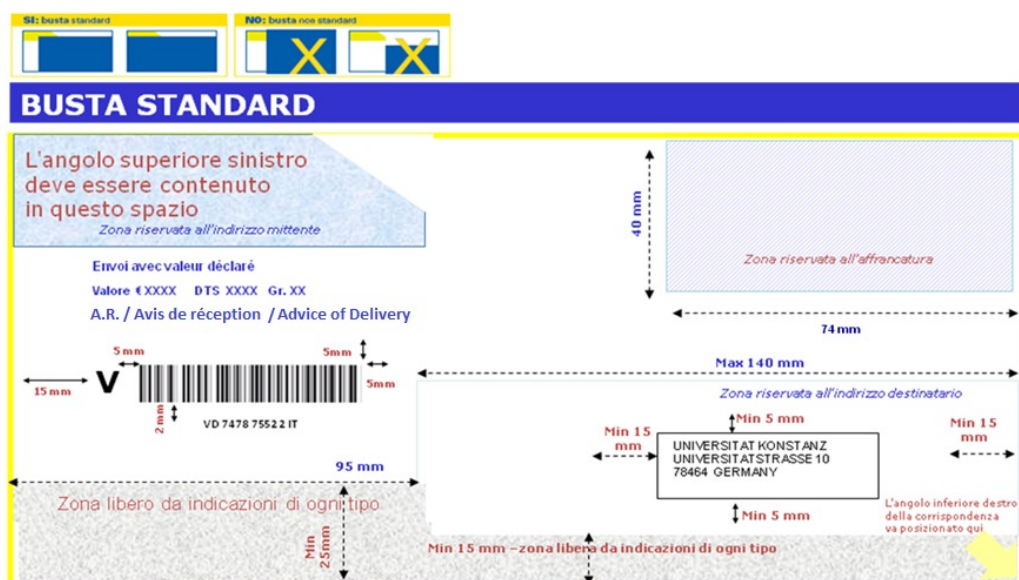 SI: busta standard
NO: busta non standard
BUSTA STANDARD
L'angolo superiore sinistro
deve essere contenuto
in questo spazio
Zona riservata all'indirizzo mittente
40 mm
Zona riservata all'affrancatura
74 mm
Envoi avec valeur déclaré
Valore € XXXX DTS XXXX Gr. XX
A.R. / Avis de réception / Advice of Delivery
5 mm
5mm
5mm
15 mm
V
2 mm
VD 7478 7552 2 IT
Max 140 mm
Zona riservata all'indirizzo destinatario
Min 5 mm
Min 15
mm
Min 15
mm
UNIVERSITAT KONSTANZ
UNIVERSITATSTRASSE 10
78464 GERMANY
Min 5 mm
L'angolo inferiore destro
della corrispondenza
va posizionato qui
95 mm
Zona libero da indicazioni di ogni tipo
Min
25mm
Min 15 mm –zona libera da indicazioni di ogni tipo